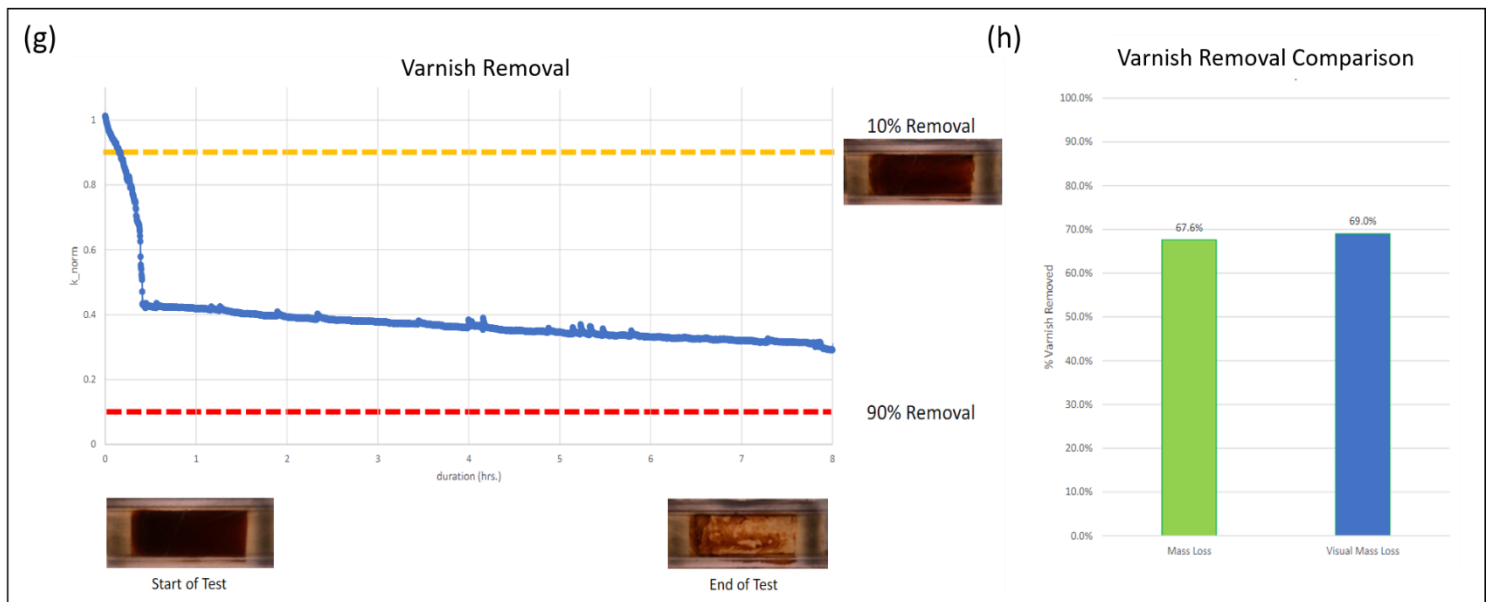 (g)
Varnish Removal
1
0.8
0.6
0.4
0.2
0
k_norm
0 1 2 3 4 5 6 7 8
duration (hrs.)
10% Removal
90% Removal
Start of Test
End of Test
(h)
Varnish Removal Comparison
100.0%
90.0%
80.0%
70.0%
60.0%
50.0%
40.0%
30.0%
20.0%
10.0%
0.0%
% Varnish Removed
67.6%
69.0%
Mass Loss
Visual Mass Loss